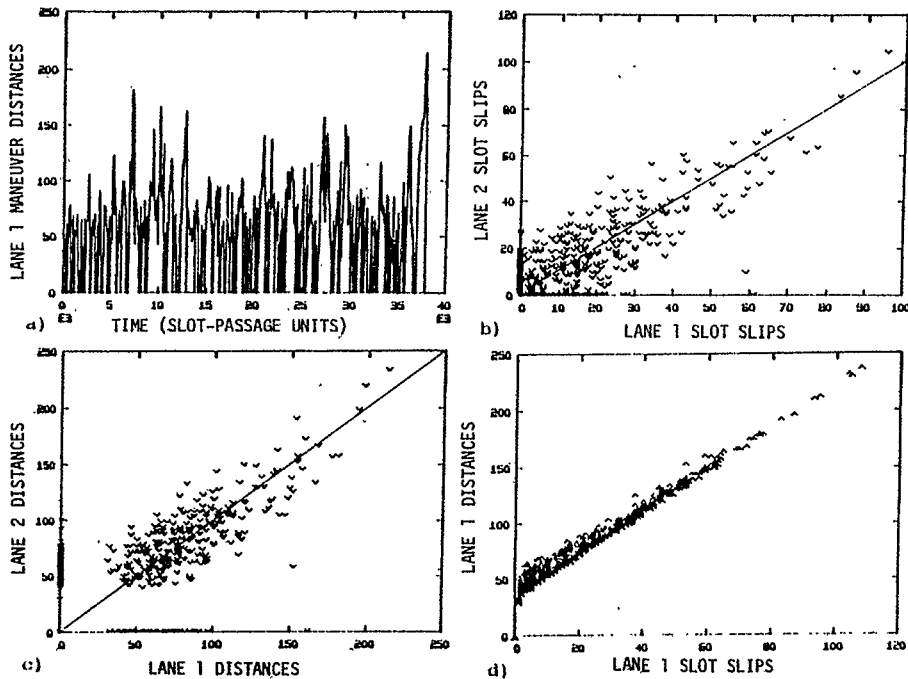 LANE 1 MANEUVER DISTANCES
250
200
150
100
50
0
0 5 10 15 20 25 30 35 40
£3 £3
a) TIME (SLOT-PASSAGE UNITS)
LANE 2 SLOT SLIPS
120
100
80
60
40
20
0
0 10 20 30 40 50 60 70 80 90 100
b) LANE 1 SLOT SLIPS
LANE 2 DISTANCES
250
200
150
100
50
0
0 50 100 150 200 250
c) LANE 1 DISTANCES
LANE 1 DISTANCES
250
200
150
100
50
0
0 20 40 60 80 100 120
d) LANE 1 SLOT SLIPS